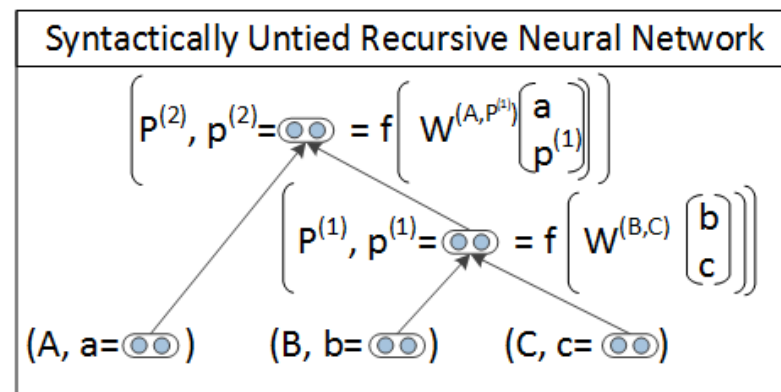 Syntactically Untied Recursive Neural Network
(P⁽²⁾, p⁽²⁾= = f(W⁽ᴬ,ᴾ⁽¹⁾⁾(a
p⁽¹⁾)))
(P⁽¹⁾, p⁽¹⁾= = f(W⁽ᴮ,ꟲ⁾(b
c)))
(A, a= ) (B, b= ) (C, c= )